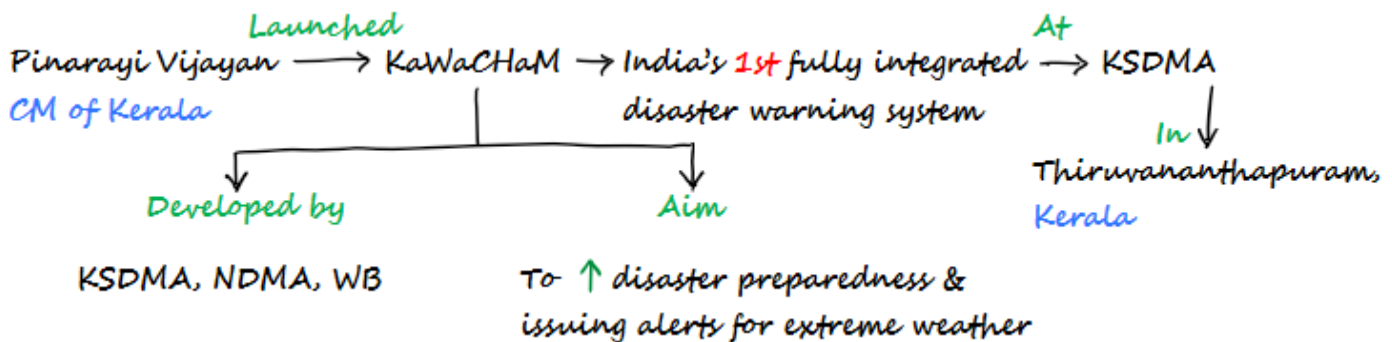 Launched
At
Pinarayi Vijayan → KaWaCHaM → India's 1st fully integrated → KSDMA
CM of Kerala
disaster warning system
In
Thiruvananthapuram,
Kerala
Developed by
Aim
KSDMA, NDMA, WB
To ↑ disaster preparedness &
issuing alerts for extreme weather